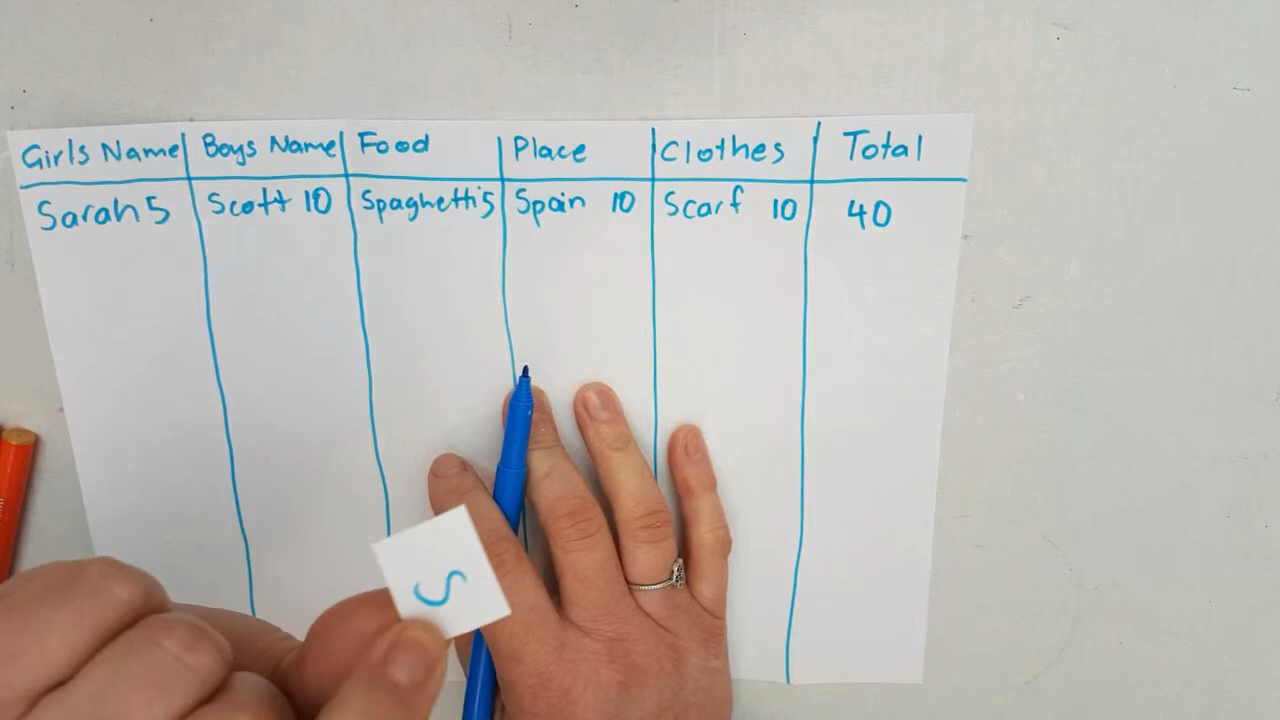 Girls Name Boys Name Food Place Clothes Total
Sarah 5 Scott 10 Spaghetti 5 Spain 10 Scarf 10 40
S